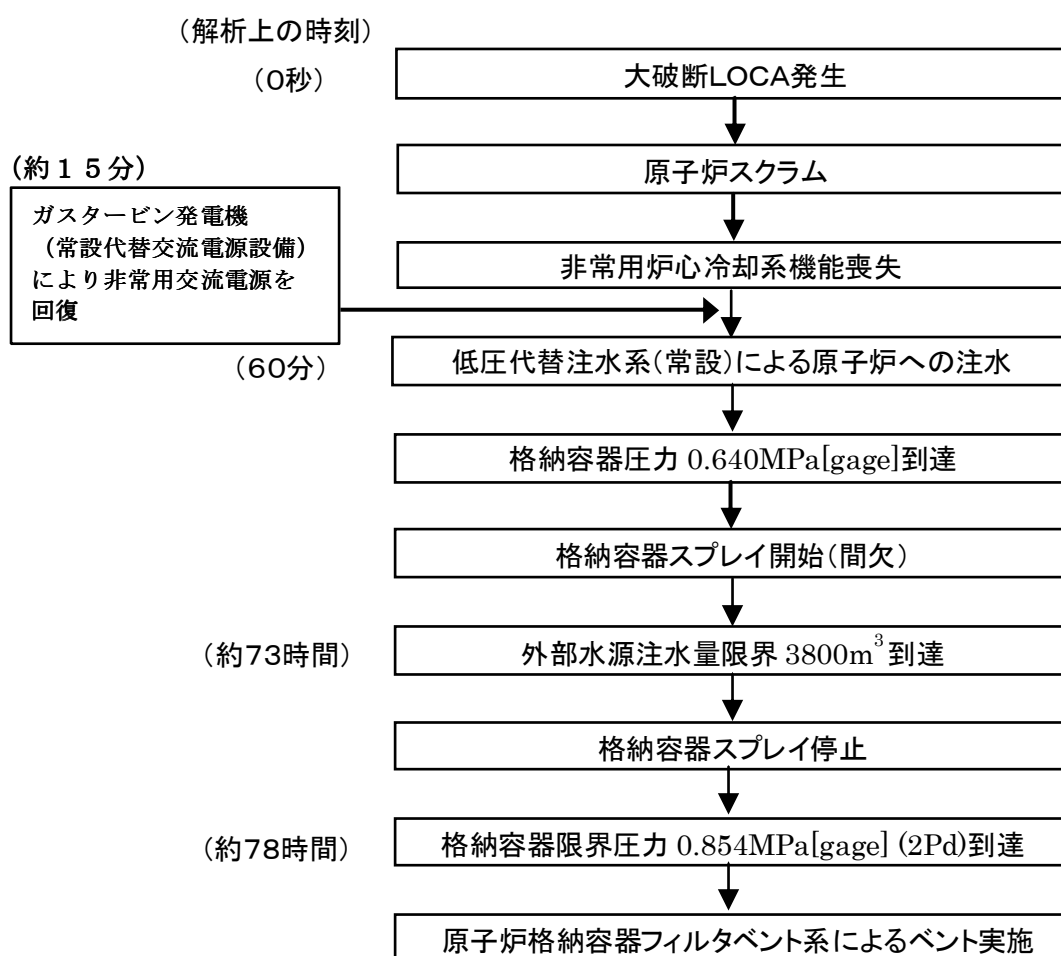 (解析上の時刻)
(0秒)
大破断LOCA発生
原子炉スクラム
(約15分)
ガスタービン発電機
(常設代替交流電源設備)
により非常用交流電源を
回復
非常用炉心冷却系機能喪失
(60分)
低圧代替注水系(常設)による原子炉への注水
格納容器圧力 0.640MPa[gage]到達
格納容器スプレイ開始(間欠)
(約73時間)
外部水源注水量限界 3800m³到達
格納容器スプレイ停止
(約78時間)
格納容器限界圧力 0.854MPa[gage] (2Pd)到達
原子炉格納容器フィルタベント系によるベント実施